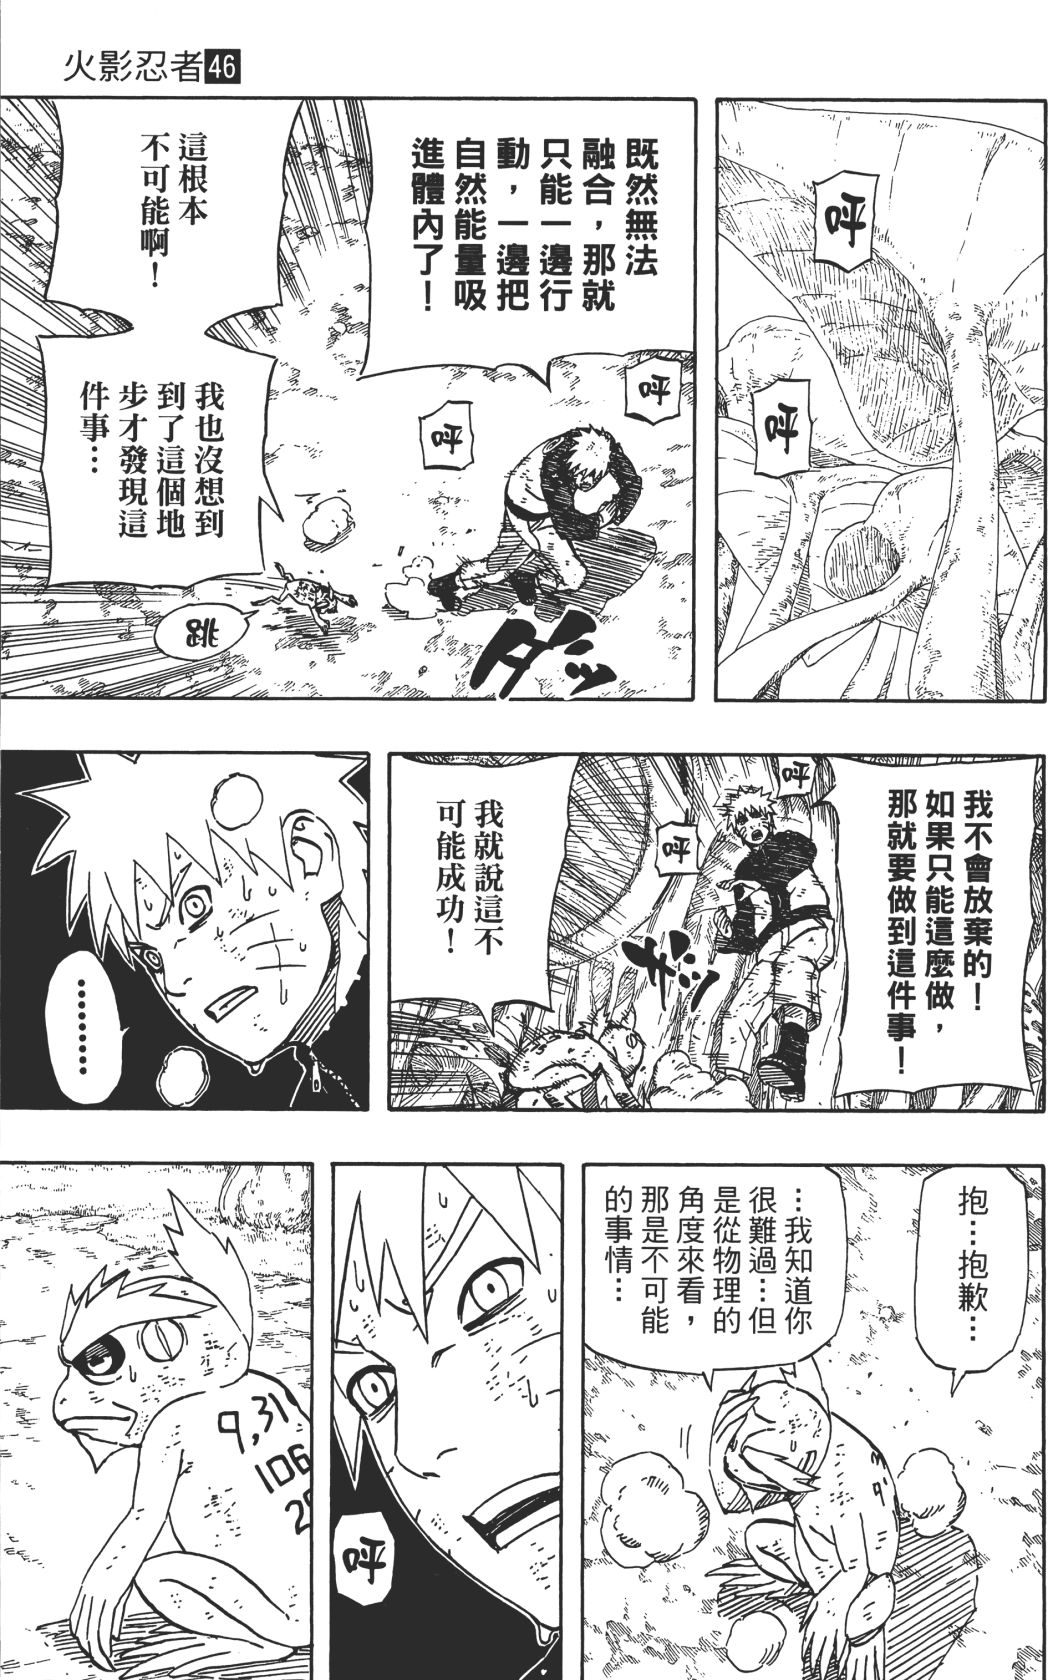 火影忍者46
呼
呼
既然無法
融合，那就
只能一邊行
動，一邊把
自然能量吸
進體內了！
呼
呼
ダッ
這根本
不可能啊！
我也沒想到
到了這個地
步才發現這
件事…
我不會放棄的！
如果只能這麼做，
那就要做到這件事！
呼
呼
我就說這不
可能成功！
………
抱…抱歉…
…我知道你
很難過…但
是從物理的
角度來看，
那是不可能
的事情…
3
9
呼
9,31
106
2